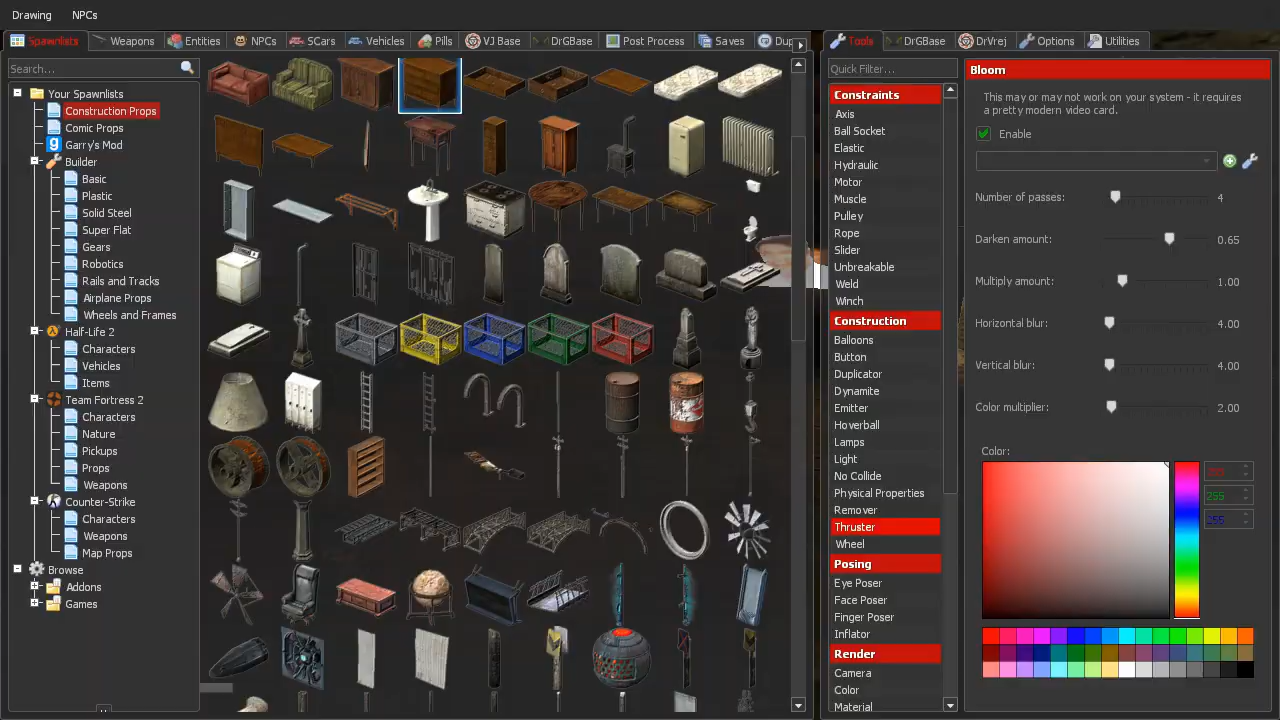 Drawing NPCs
Spawnlists Weapons Entities NPCs SCars Vehicles Pills VJ Base DrGBase Post Process Saves Dup
Tools DrGBase DrVrej Options Utilities
Search...
Your Spawnlists
Construction Props
Comic Props
Garry's Mod
Builder
Basic
Plastic
Solid Steel
Super Flat
Gears
Robotics
Rails and Tracks
Airplane Props
Wheels and Frames
Half-Life 2
Characters
Vehicles
Items
Team Fortress 2
Characters
Nature
Pickups
Props
Weapons
Counter-Strike
Characters
Weapons
Map Props
Browse
Addons
Games
Quick Filter...
Constraints
Axis
Ball Socket
Elastic
Hydraulic
Motor
Muscle
Pulley
Rope
Slider
Unbreakable
Weld
Winch
Construction
Balloons
Button
Duplicator
Dynamite
Emitter
Hoverball
Lamps
Light
No Collide
Physical Properties
Remover
Thruster
Wheel
Posing
Eye Poser
Face Poser
Finger Poser
Inflator
Render
Camera
Color
Material
Bloom
This may or may not work on your system - it requires
a pretty modern video card.
Enable
Number of passes: 4
Darken amount: 0.65
Multiply amount: 1.00
Horizontal blur: 4.00
Vertical blur: 4.00
Color multiplier: 2.00
Color:
255
255
255